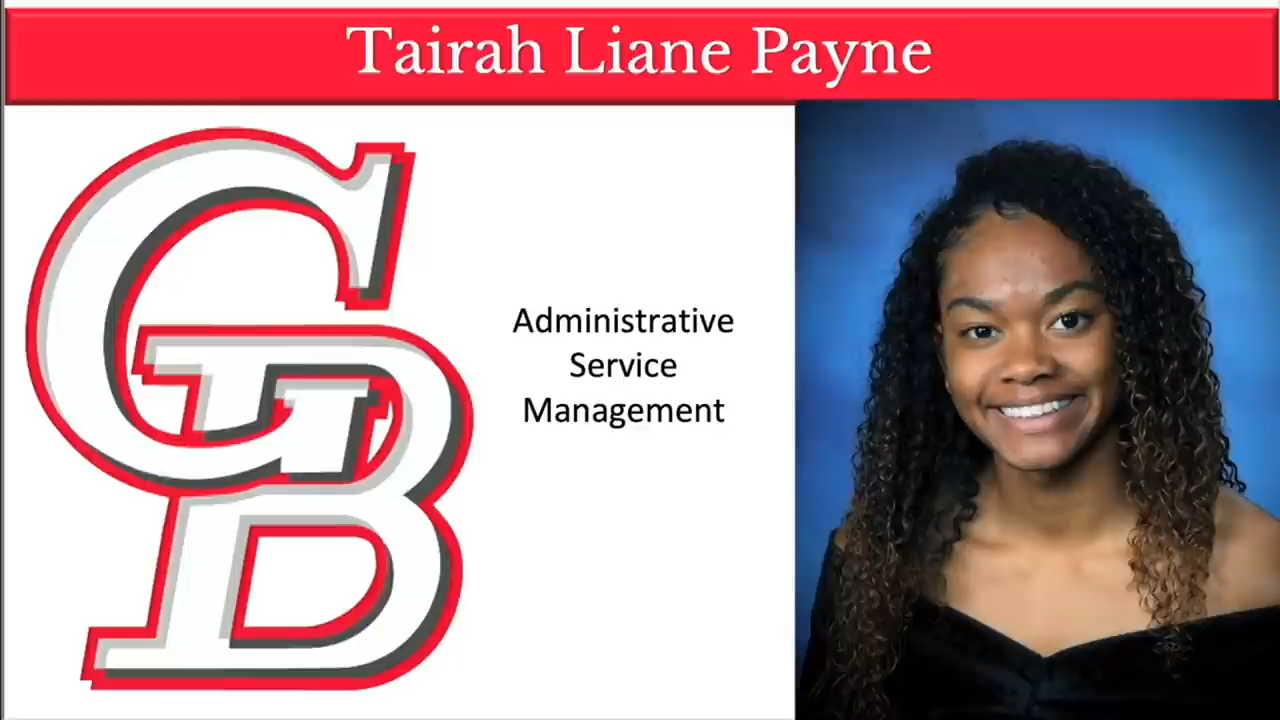 Tairah Liane Payne
GB
Administrative
Service
Management